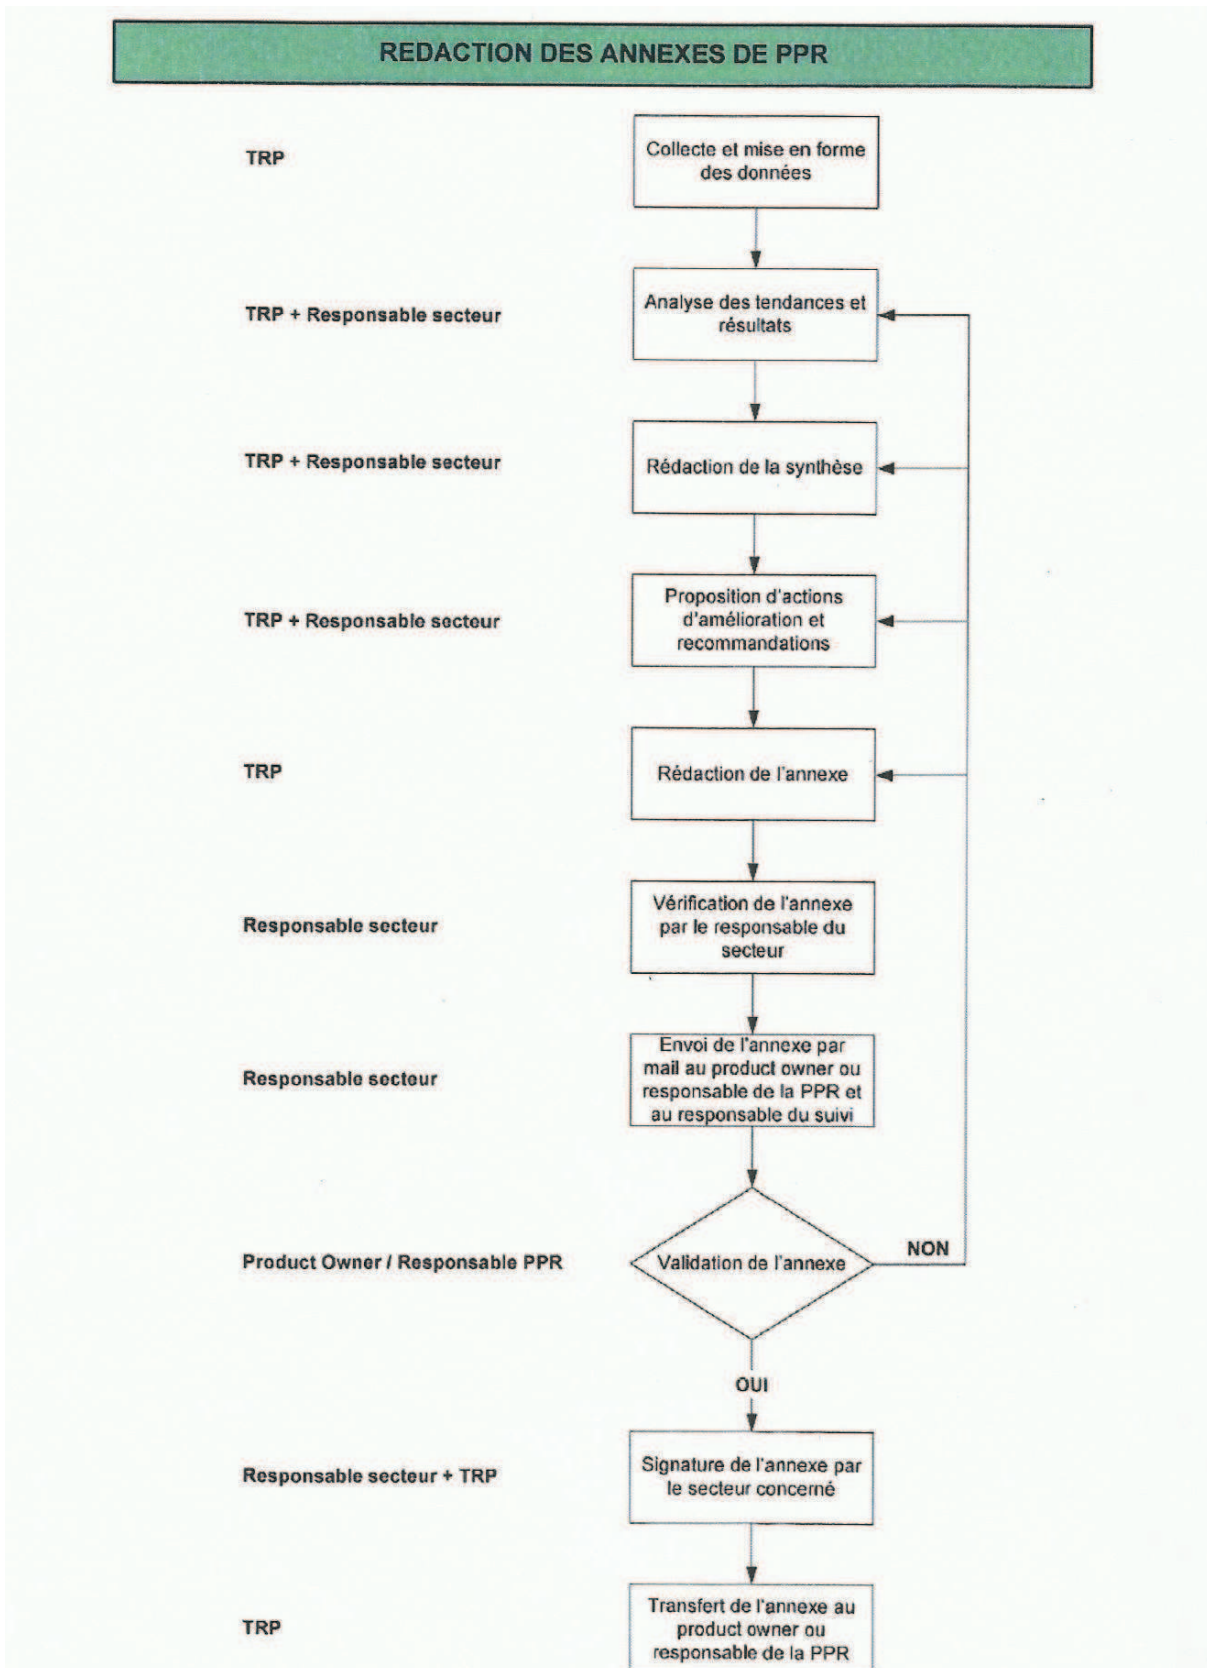 REDACTION DES ANNEXES DE PPR
TRP
Collecte et mise en forme
des données
TRP + Responsable secteur
Analyse des tendances et
résultats
TRP + Responsable secteur
Rédaction de la synthèse
TRP + Responsable secteur
Proposition d'actions
d'amélioration et
recommandations
TRP
Rédaction de l'annexe
Responsable secteur
Vérification de l'annexe
par le responsable du
secteur
Responsable secteur
Envoi de l'annexe par
mail au product owner ou
responsable de la PPR et
au responsable du suivi
Product Owner / Responsable PPR
Validation de l'annexe
NON
OUI
Responsable secteur + TRP
Signature de l'annexe par
le secteur concerné
TRP
Transfert de l'annexe au
product owner ou
responsable de la PPR